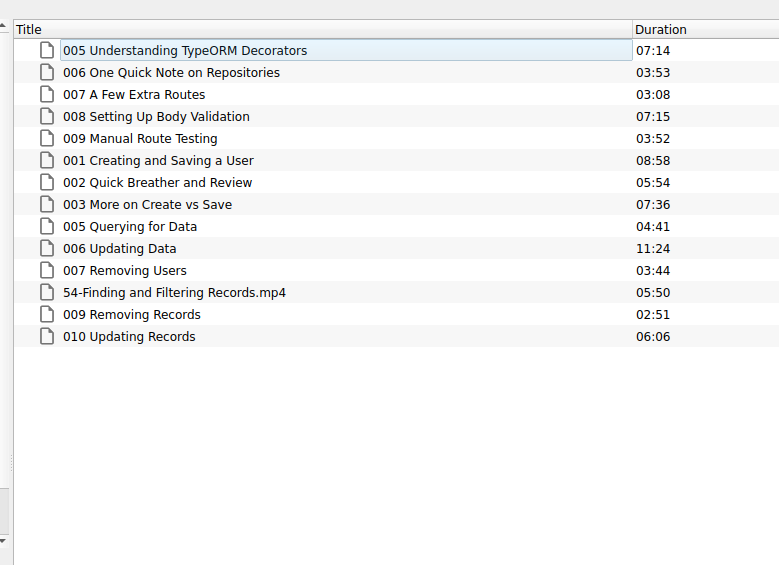 Title Duration
005 Understanding TypeORM Decorators 07:14
006 One Quick Note on Repositories 03:53
007 A Few Extra Routes 03:08
008 Setting Up Body Validation 07:15
009 Manual Route Testing 03:52
001 Creating and Saving a User 08:58
002 Quick Breather and Review 05:54
003 More on Create vs Save 07:36
005 Querying for Data 04:41
006 Updating Data 11:24
007 Removing Users 03:44
54-Finding and Filtering Records.mp4 05:50
009 Removing Records 02:51
010 Updating Records 06:06